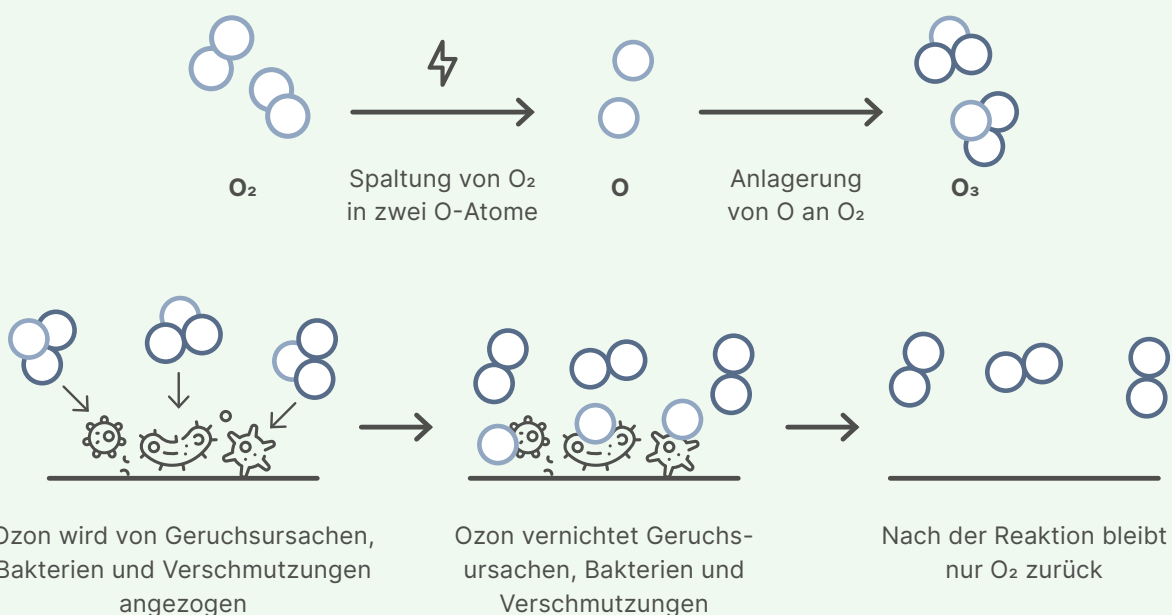 O₂
Spaltung von O₂
in zwei O-Atome
O
Anlagerung
von O an O₂
O₃
Ozon wird von Geruchsursachen,
Bakterien und Verschmutzungen
angezogen
Ozon vernichtet Geruchs-
ursachen, Bakterien und
Verschmutzungen
Nach der Reaktion bleibt
nur O₂ zurück